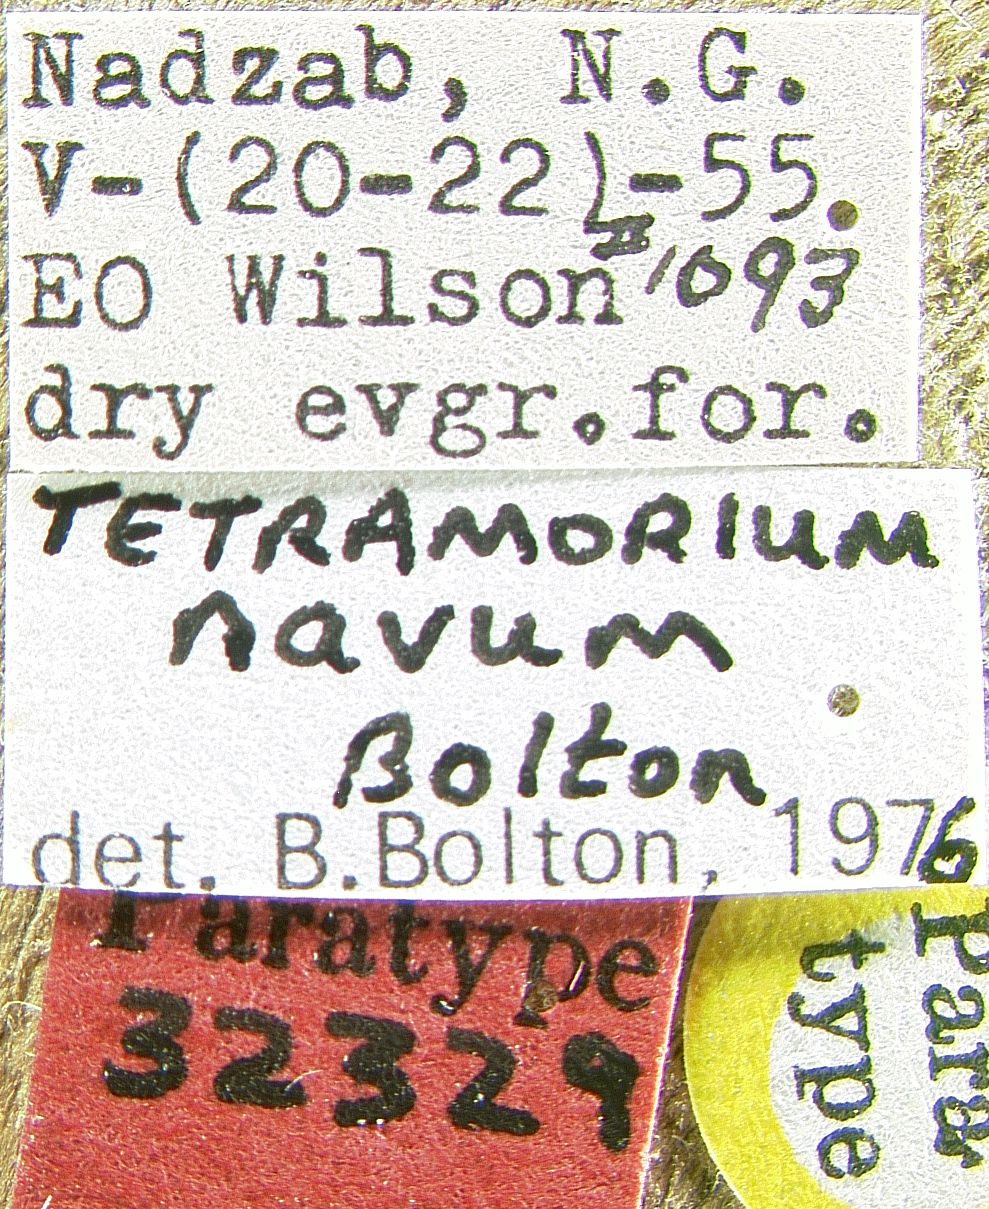 Nadzab, N.G.
V-(20-22)-55.
EO Wilson 1093
dry evgr.for.
TETRAMORIUM
navum
Bolton
det. B.Bolton, 1976
Paratype
32329
Para
type